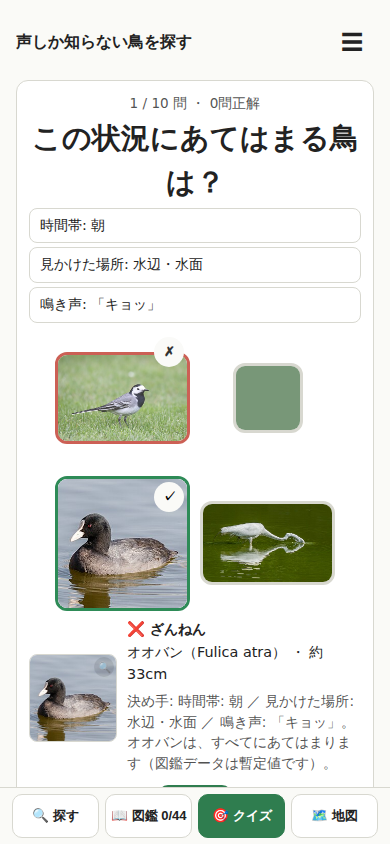 声しか知らない鳥を探す
1 / 10 問 ・ 0問正解
この状況にあてはまる鳥
は？
時間帯: 朝
見かけた場所: 水辺・水面
鳴き声: 「キョッ」
✗
✓
❌ ざんねん
オオバン（Fulica atra） ・ 約
33cm
決め手: 時間帯: 朝 ／ 見かけた場所:
水辺・水面 ／ 鳴き声: 「キョッ」。
オオバンは、すべてにあてはまりま
す（図鑑データは暫定値です）。
🔍 探す
📖 図鑑 0/44
🎯 クイズ
🗺️ 地図